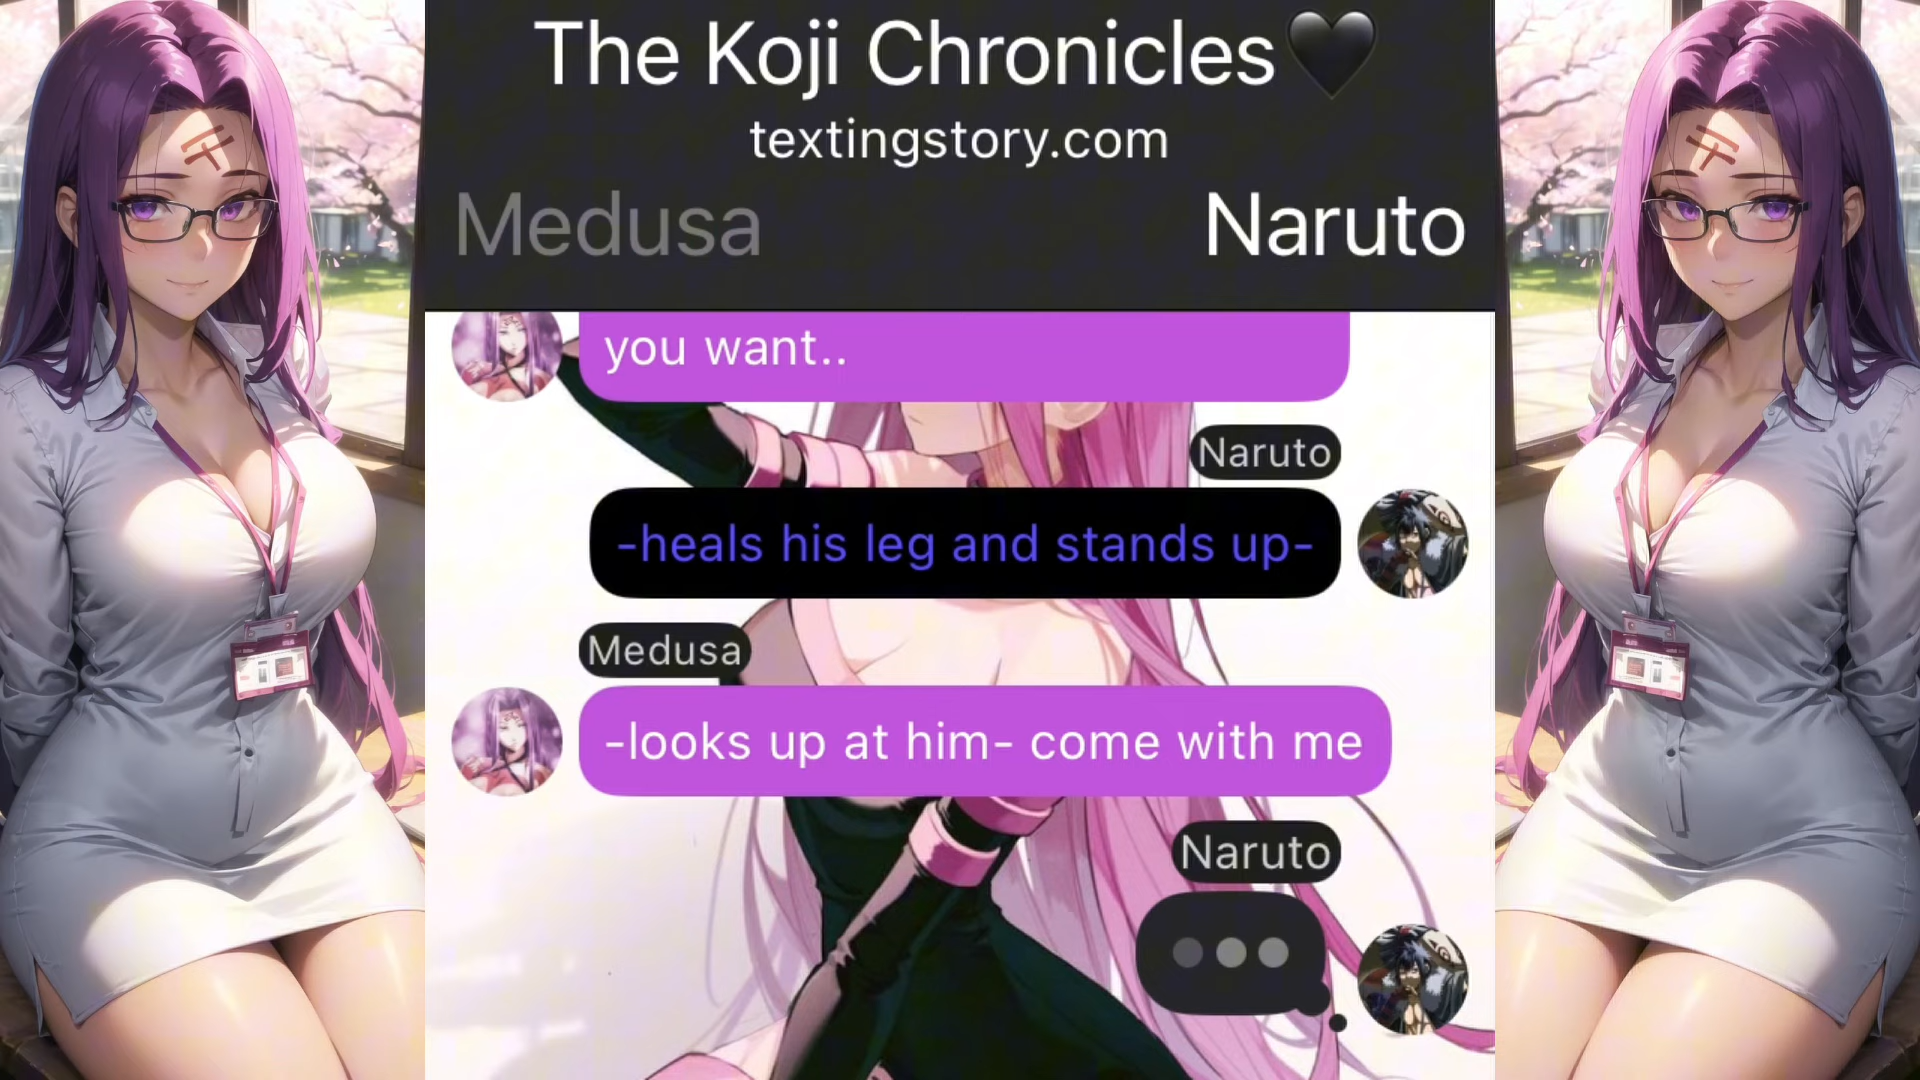 The Koji Chronicles🖤
textingstory.com
Medusa
Naruto
you want..
Naruto
-heals his leg and stands up-
Medusa
-looks up at him- come with me
Naruto